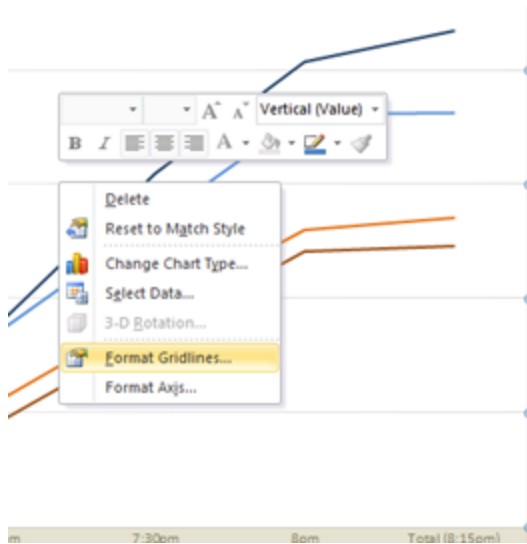 Vertical (Value)
B I A
Delete
Reset to Match Style
Change Chart Type...
Select Data...
3-D Rotation...
Format Gridlines...
Format Axis...
m 7:30pm 8pm Total (8:15pm)